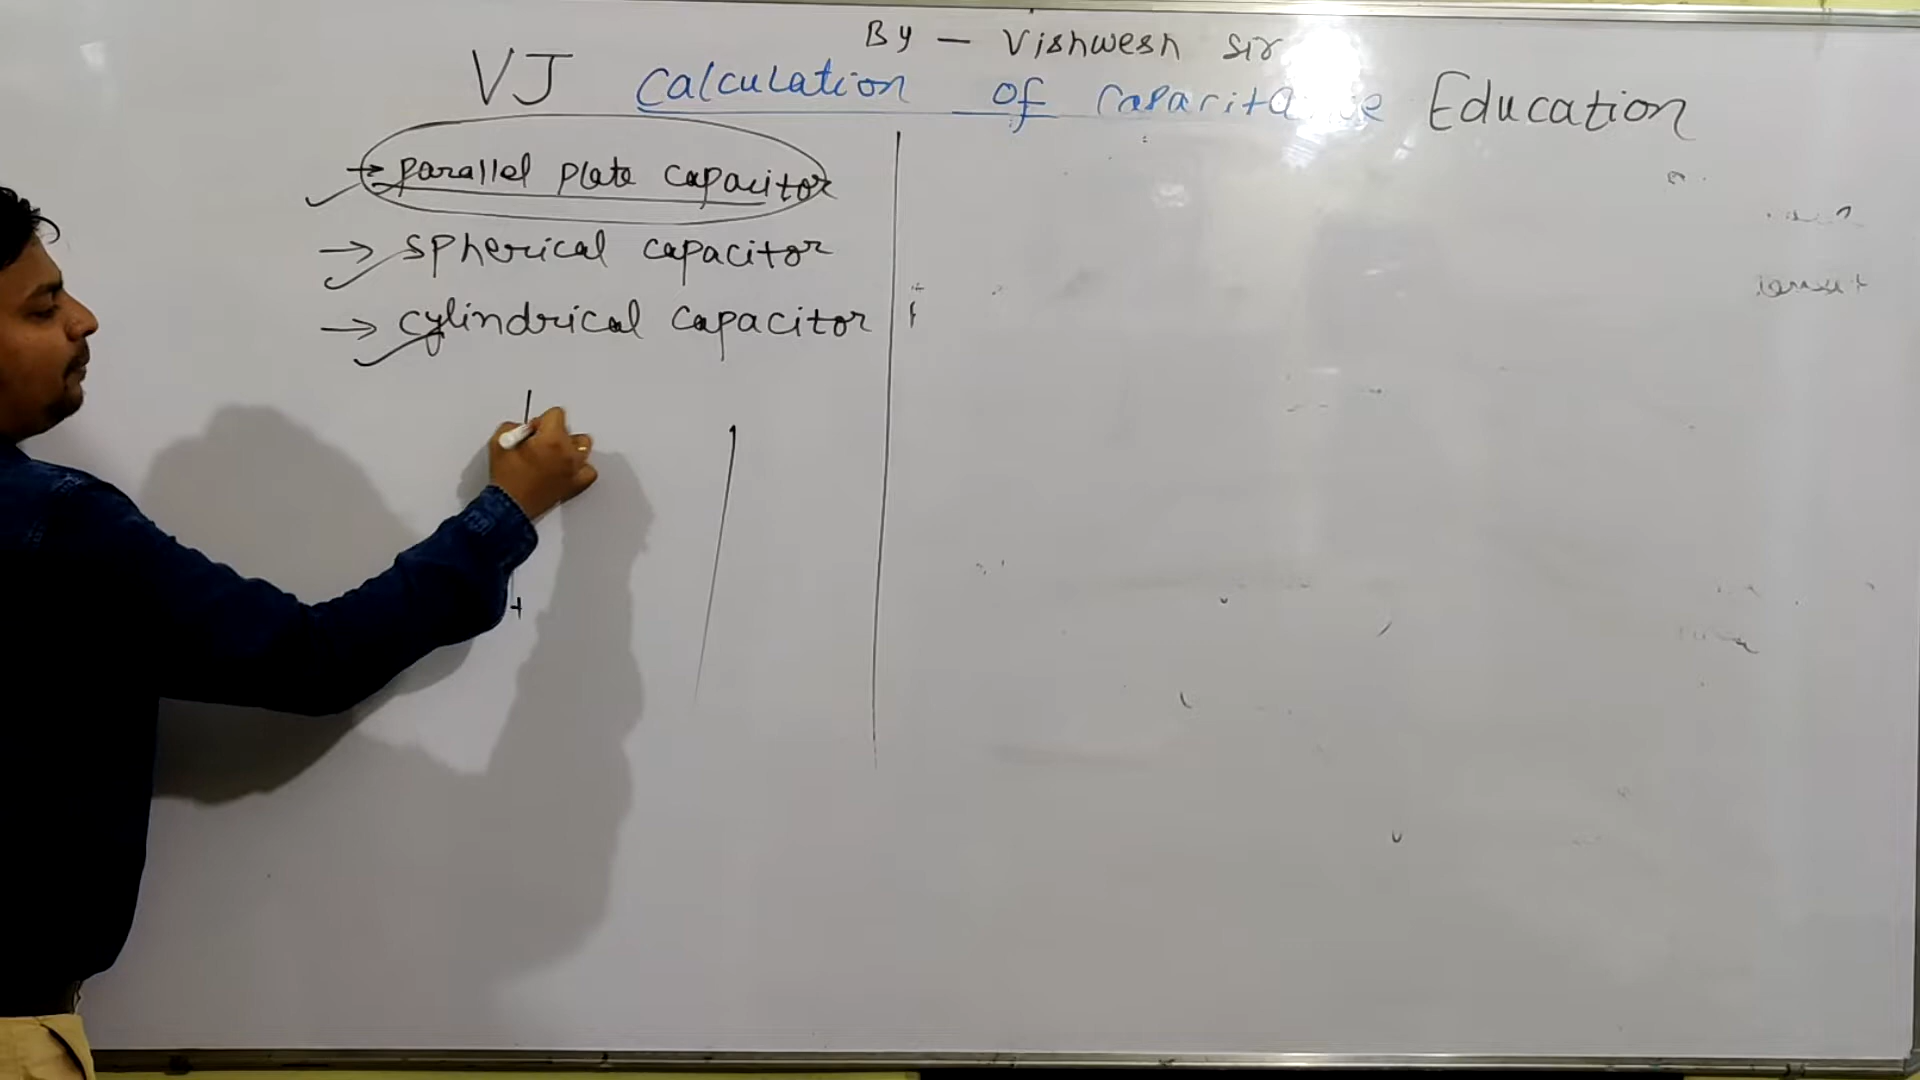 By - Vishwesh Sir
VJ Calculation of Capacitance Education
→ parallel plate capacitor
→ spherical capacitor
→ cylindrical capacitor
+